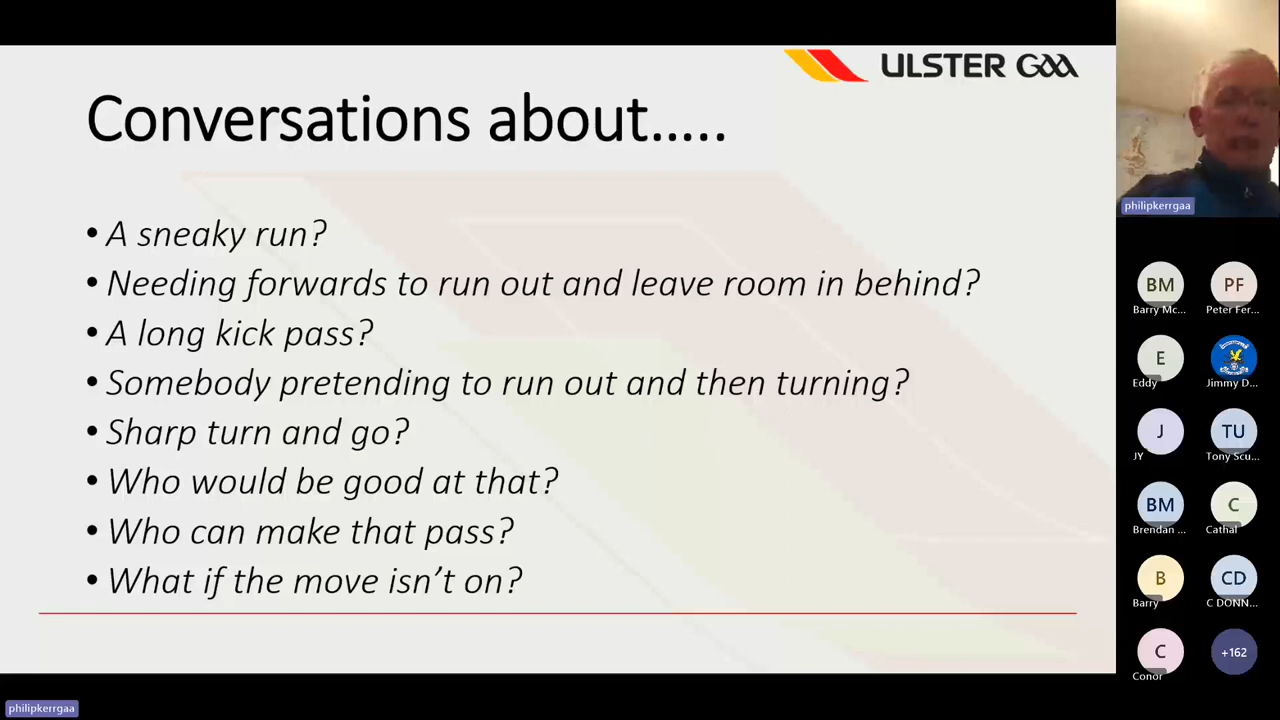 ULSTER GAA
Conversations about…..
• A sneaky run?
• Needing forwards to run out and leave room in behind?
• A long kick pass?
• Somebody pretending to run out and then turning?
• Sharp turn and go?
• Who would be good at that?
• Who can make that pass?
• What if the move isn't on?
philipkerrgaa
BM
PF
Barry Mc...
Peter Fer...
E
Eddy
Jimmy D...
J
TU
JY
Tony Scu...
BM
C
Brendan ...
Cathal
B
CD
Barry
C DONN...
C
+162
Conor
philipkerrgaa